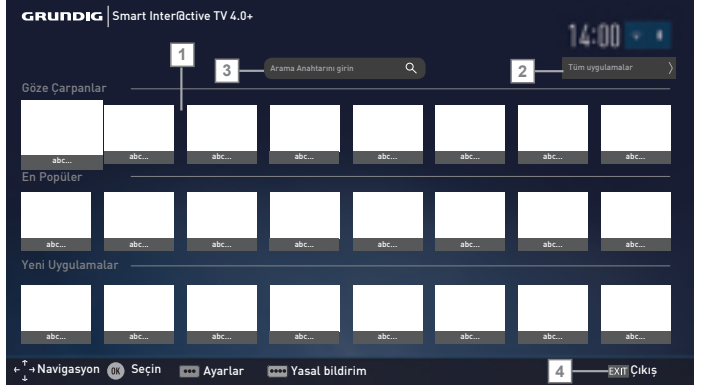 GRUNDIG Smart Inter@ctive TV 4.0+
14:00
1
3 Arama Anahtarını girin 2 Tüm uygulamalar
Göze Çarpanlar
abc... abc... abc... abc... abc... abc... abc... abc...
En Popüler
abc... abc... abc... abc... abc... abc... abc... abc...
Yeni Uygulamalar
abc... abc... abc... abc... abc... abc... abc... abc...
Navigasyon OK Seçin Ayarlar Yasal bildirim 4 EXIT Çıkış